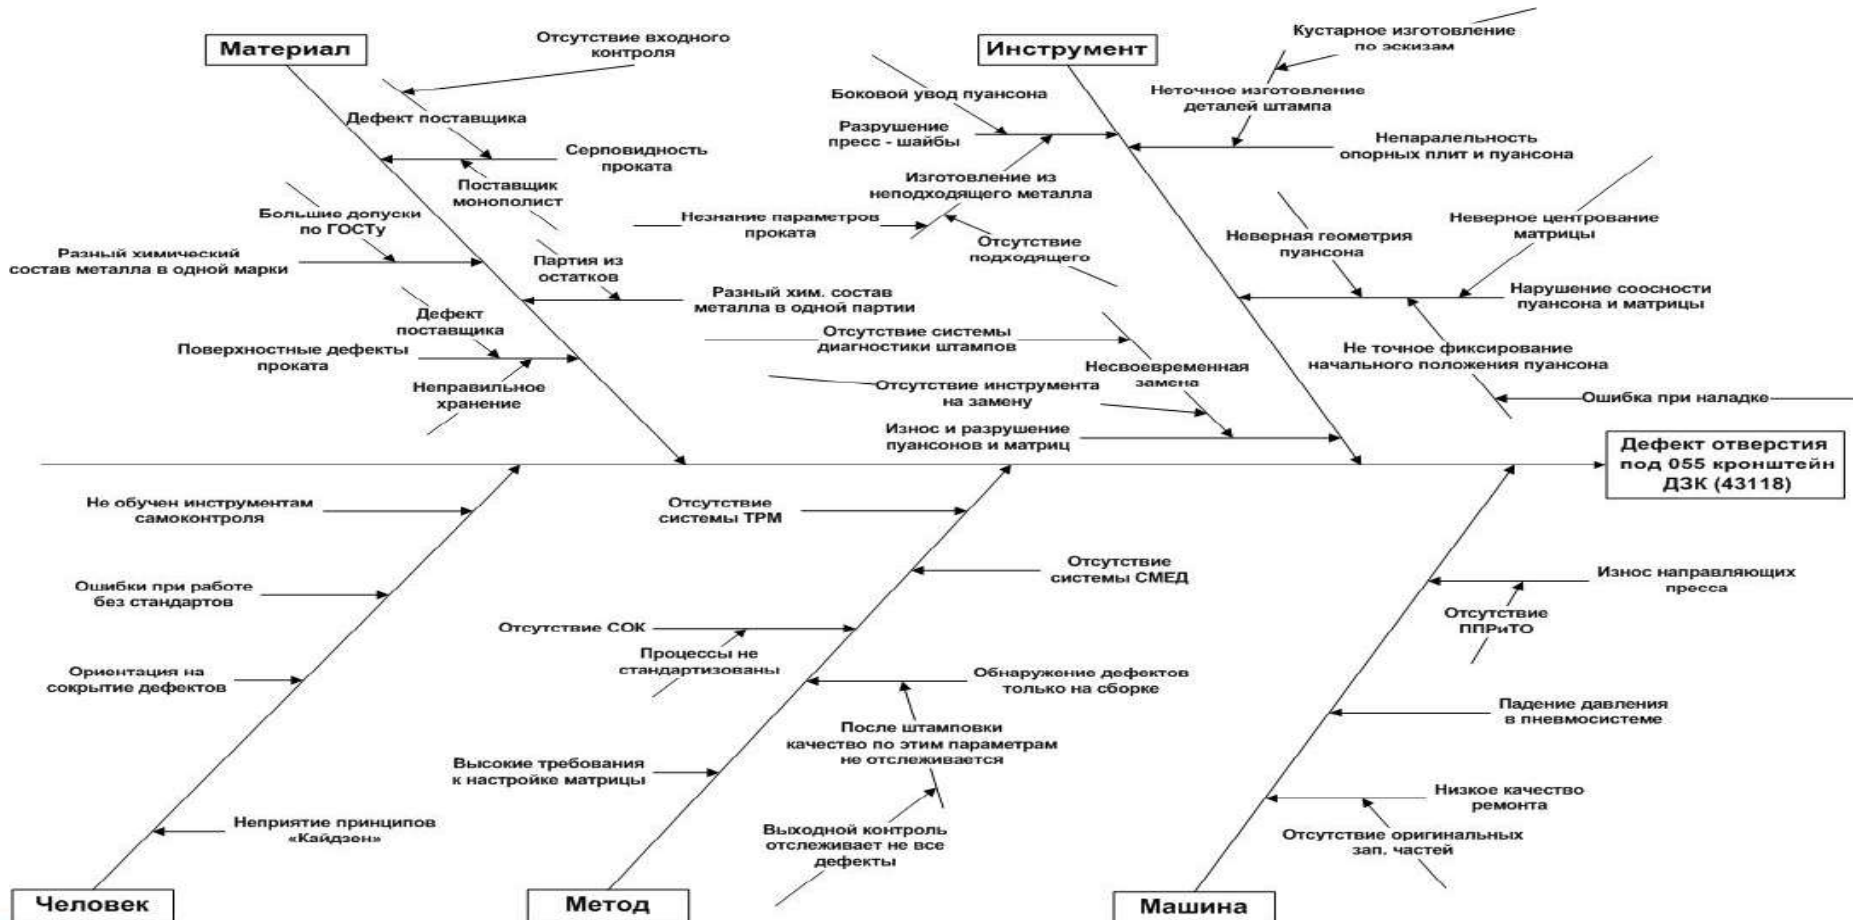 Материал
Отсутствие входного
контроля
Дефект поставщика
Серповидность
проката
Поставщик
монополист
Большие допуски
по ГОСТу
Разный химический
состав металла в одной марки
Партия из
остатков
Разный хим. состав
металла в одной партии
Дефект
поставщика
Поверхностные дефекты
проката
Неправильное
хранение
Инструмент
Кустарное изготовление
по эскизам
Боковой увод пуансона
Неточное изготовление
деталей штампа
Разрушение
пресс - шайбы
Непаралельность
опорных плит и пуансона
Изготовление из
неподходящего металла
Незнание параметров
проката
Отсутствие
подходящего
Неверная геометрия
пуансона
Неверное центрование
матрицы
Нарушение соосности
пуансона и матрицы
Отсутствие системы
диагностики штампов
Не точное фиксирование
начального положения пуансона
Несвоевременная
замена
Отсутствие инструмента
на замену
Ошибка при наладке
Износ и разрушение
пуансонов и матриц
Дефект отверстия
под 055 кронштейн
ДЗК (43118)
Не обучен инструментам
самоконтроля
Ошибки при работе
без стандартов
Ориентация на
сокрытие дефектов
Неприятие принципов
«Кайдзен»
Человек
Отсутствие
системы ТРМ
Отсутствие
системы СМЕД
Отсутствие СОК
Процессы не
стандартизованы
Обнаружение дефектов
только на сборке
После штамповки
качество по этим параметрам
не отслеживается
Высокие требования
к настройке матрицы
Выходной контроль
отслеживает не все
дефекты
Метод
Износ направляющих
пресса
Отсутствие
ППРиТО
Падение давления
в пневмосистеме
Низкое качество
ремонта
Отсутствие оригинальных
зап. частей
Машина